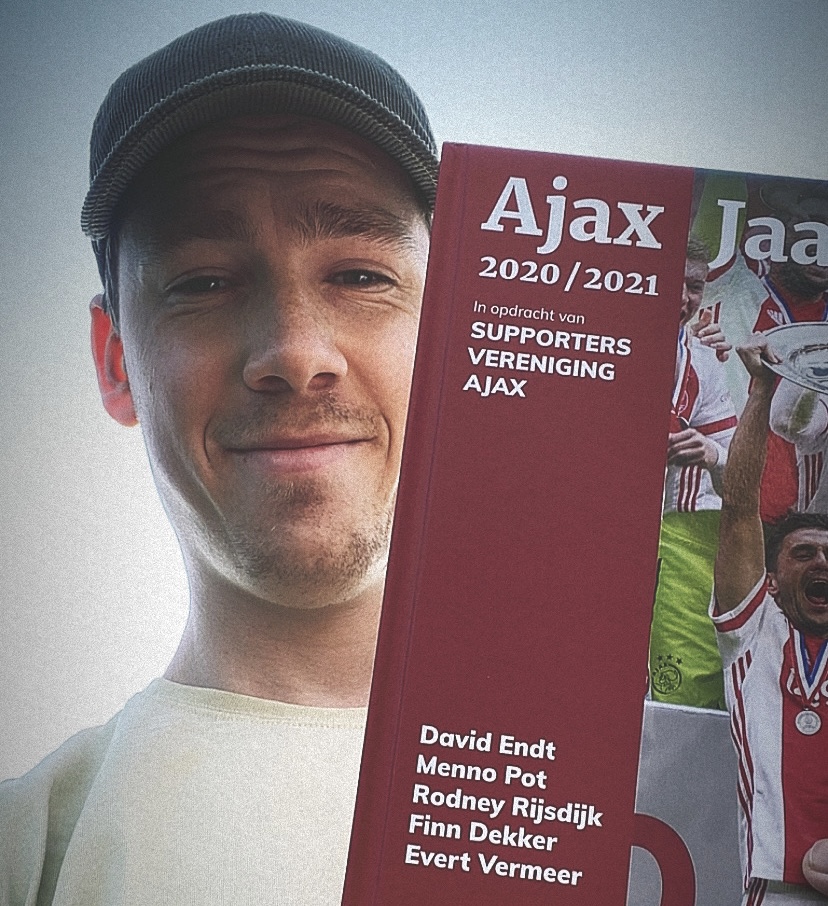 Ajax Jaa
2020/2021
In opdracht van
SUPPORTERS
VERENIGING
AJAX
David Endt
Menno Pot
Rodney Rijsdijk
Finn Dekker
Evert Vermeer